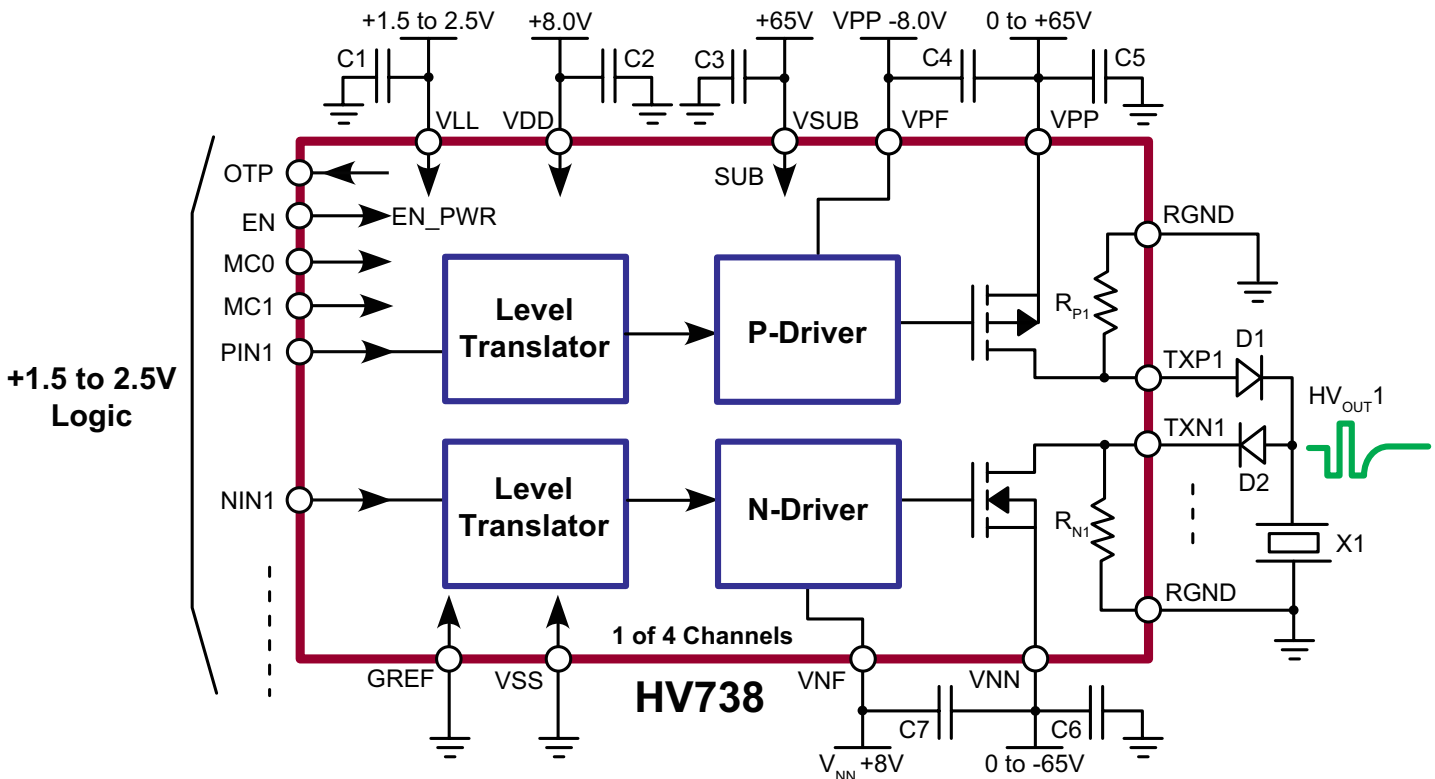 +1.5 to 2.5V
+8.0V
+65V
VPP -8.0V
0 to +65V
C1
C2
C3
C4
C5
VLL
VDD
VSUB
VPF
VPP
OTP
SUB
EN
EN_PWR
RGND
MC0
MC1
PIN1
Level
Translator
P-Driver
RP1
D1
TXP1
+1.5 to 2.5V
Logic
HVOUT1
TXN1
D2
NIN1
Level
Translator
N-Driver
RN1
X1
RGND
1 of 4 Channels
GREF
VSS
HV738
VNF
VNN
C7
C6
VNN +8V
0 to -65V